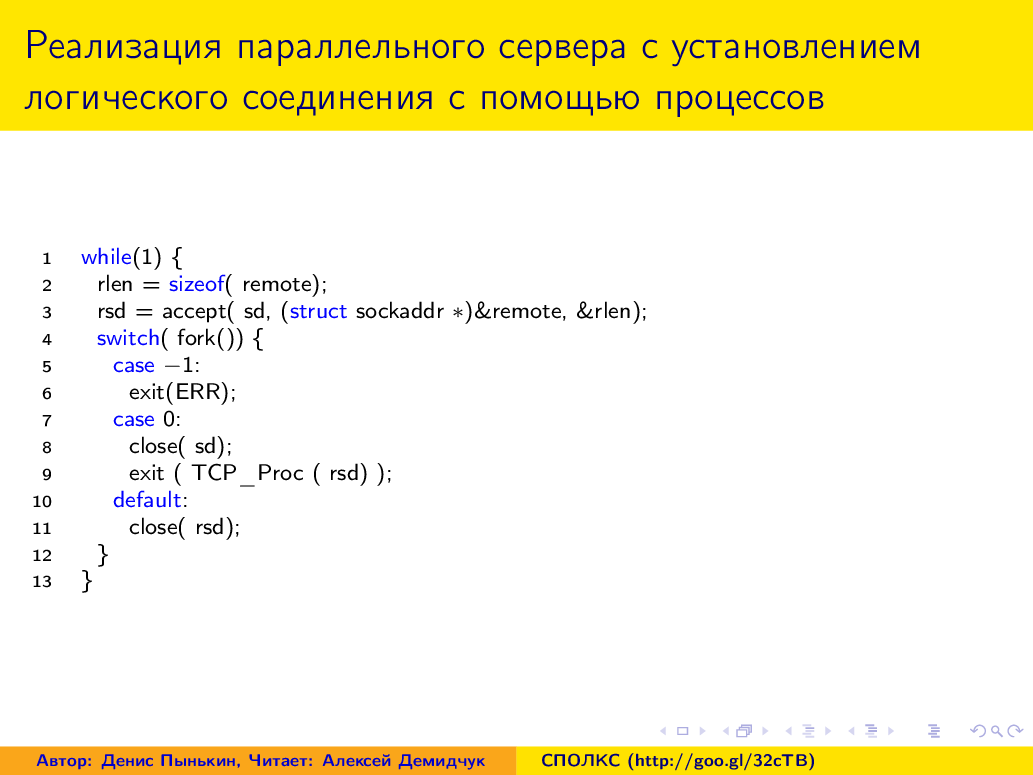 Реализация параллельного сервера с установлением
логического соединения с помощью процессов
1 while(1) {
2 rlen = sizeof( remote);
3 rsd = accept( sd, (struct sockaddr *)&remote, &rlen);
4 switch( fork()) {
5 case −1:
6 exit(ERR);
7 case 0:
8 close( sd);
9 exit ( TCP_Proc ( rsd) );
10 default:
11 close( rsd);
12 }
13 }
Автор: Денис Пынькин, Читает: Алексей Демидчук СПОЛКС (http://goo.gl/32cTB)